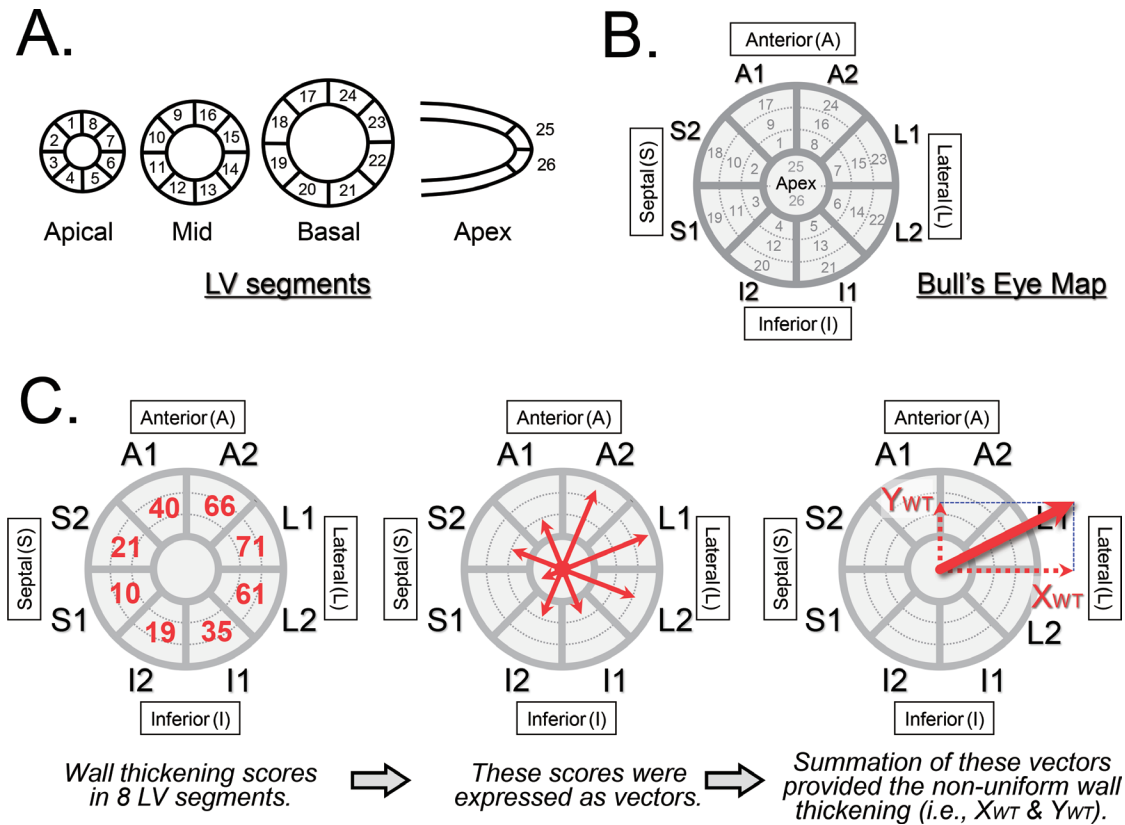 A.
1 8
2 7
3 6
4 5
9 16
10 15
11 14
12 13
17 24
18 23
19 22
20 21
25
26
Apical Mid Basal Apex
LV segments
B.
Anterior (A)
A1 A2
S2 L1
S1 L2
I2 I1
Septal (S)
Lateral (L)
17 24
9 16
1 8
18 10 2 25 7 15 23
Apex
19 11 3 26 6 14 22
4 5
12 13
20 21
Inferior (I)
Bull's Eye Map
C.
Anterior (A)
A1 A2
S2 L1
S1 L2
I2 I1
Septal (S)
Lateral (L)
40 66
21 71
10 61
19 35
Inferior (I)
Wall thickening scores
in 8 LV segments.
Anterior (A)
A1 A2
S2 L1
S1 L2
I2 I1
Septal (S)
Lateral (L)
Inferior (I)
These scores were
expressed as vectors.
Anterior (A)
A1 A2
S2 L1
S1 L2
I2 I1
Septal (S)
Lateral (L)
YWT
XWT
Inferior (I)
Summation of these vectors
provided the non-uniform wall
thickening (i.e., XWT & YWT).